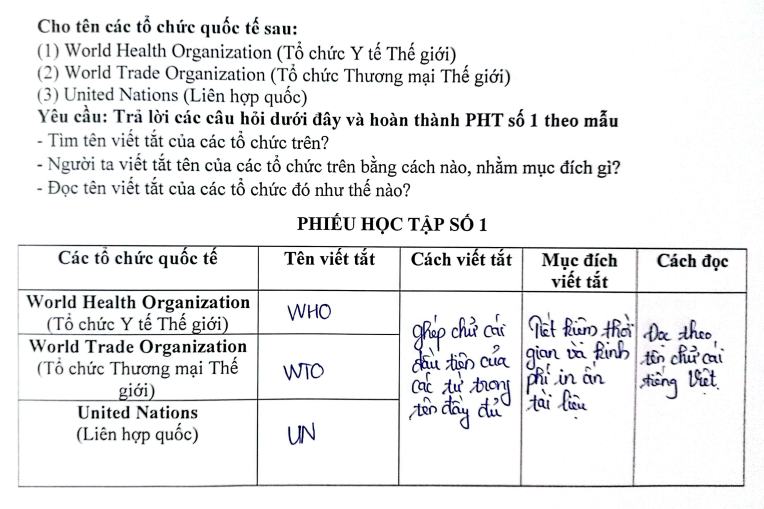 Cho tên các tổ chức quốc tế sau:
(1) World Health Organization (Tổ chức Y tế Thế giới)
(2) World Trade Organization (Tổ chức Thương mại Thế giới)
(3) United Nations (Liên hợp quốc)
Yêu cầu: Trả lời các câu hỏi dưới đây và hoàn thành PHT số 1 theo mẫu
- Tìm tên viết tắt của các tổ chức trên?
- Người ta viết tắt tên của các tổ chức trên bằng cách nào, nhằm mục đích gì?
- Đọc tên viết tắt của các tổ chức đó như thế nào?
PHIẾU HỌC TẬP SỐ 1
Các tổ chức quốc tế
Tên viết tắt
Cách viết tắt
Mục đích
viết tắt
Cách đọc
World Health Organization
(Tổ chức Y tế Thế giới)
WHO
ghép chữ cái
đầu tiên của
các từ trong
tên đầy đủ
Tiết kiệm thời
gian và kinh
phí in ấn
tài liệu
Đọc theo
tên chữ cái
tiếng Việt.
World Trade Organization
(Tổ chức Thương mại Thế
giới)
WTO
United Nations
(Liên hợp quốc)
UN